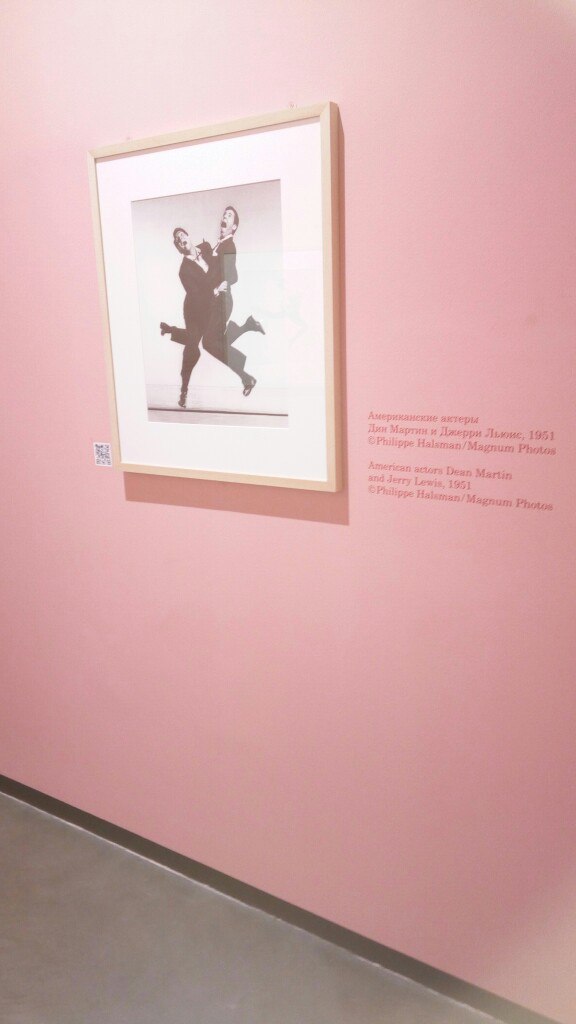 Американские актеры
Дин Мартин и Джерри Льюис, 1951
©Philippe Halsman/Magnum Photos
American actors Dean Martin
and Jerry Lewis, 1951
©Philippe Halsman/Magnum Photos